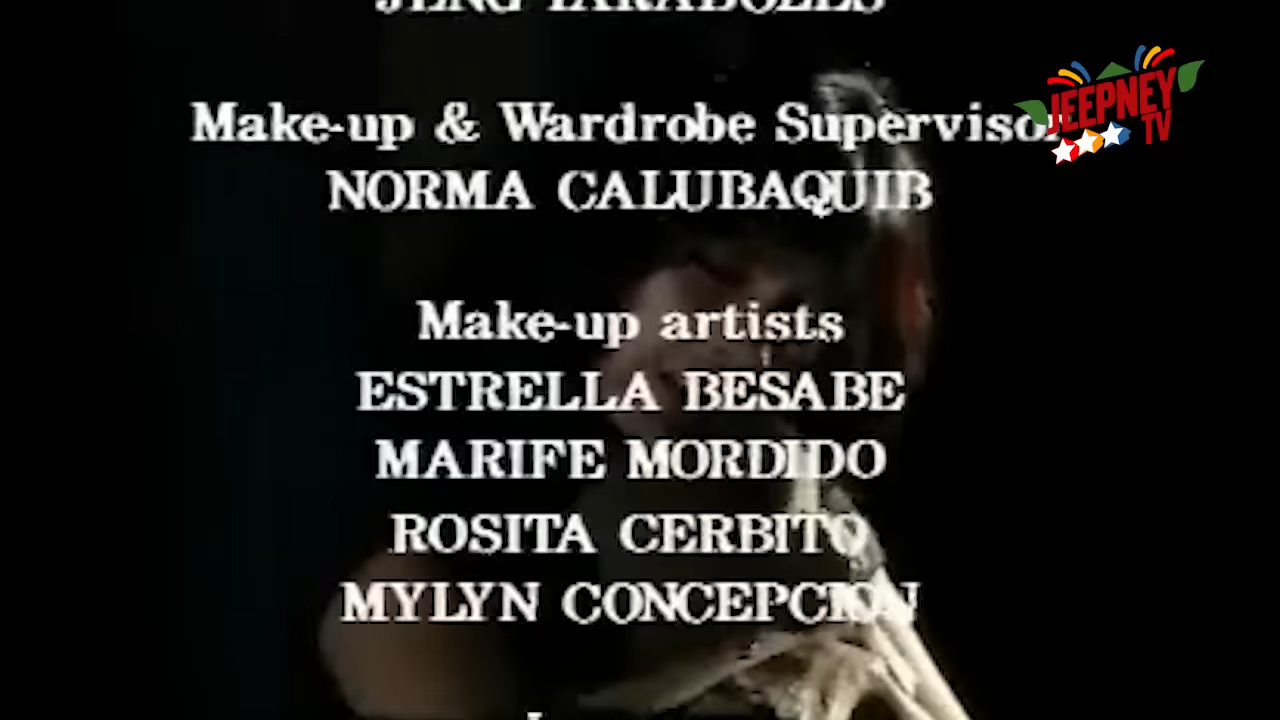 Make-up & Wardrobe Supervisor
NORMA CALUBAQUIB
Make-up artists
ESTRELLA BESABE
MARIFE MORDIDO
ROSITA CERBITO
MYLYN CONCEPCION
JEEPNEY
TV